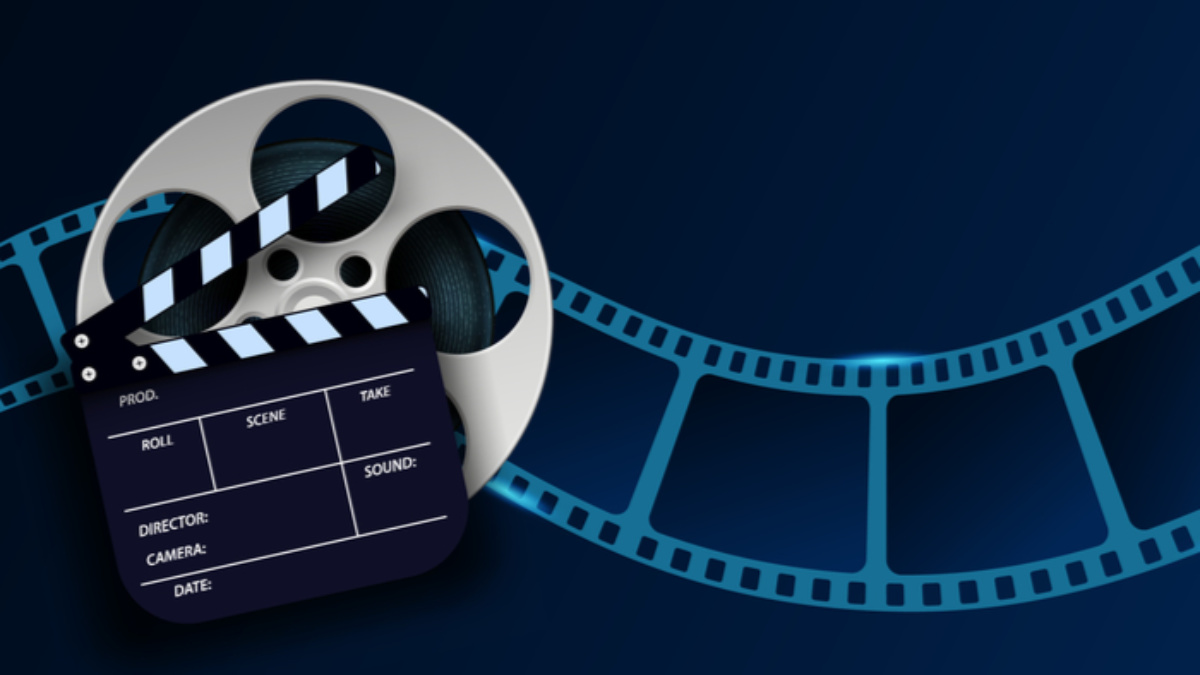 PROD.
ROLL SCENE TAKE
SOUND:
DIRECTOR:
CAMERA:
DATE: